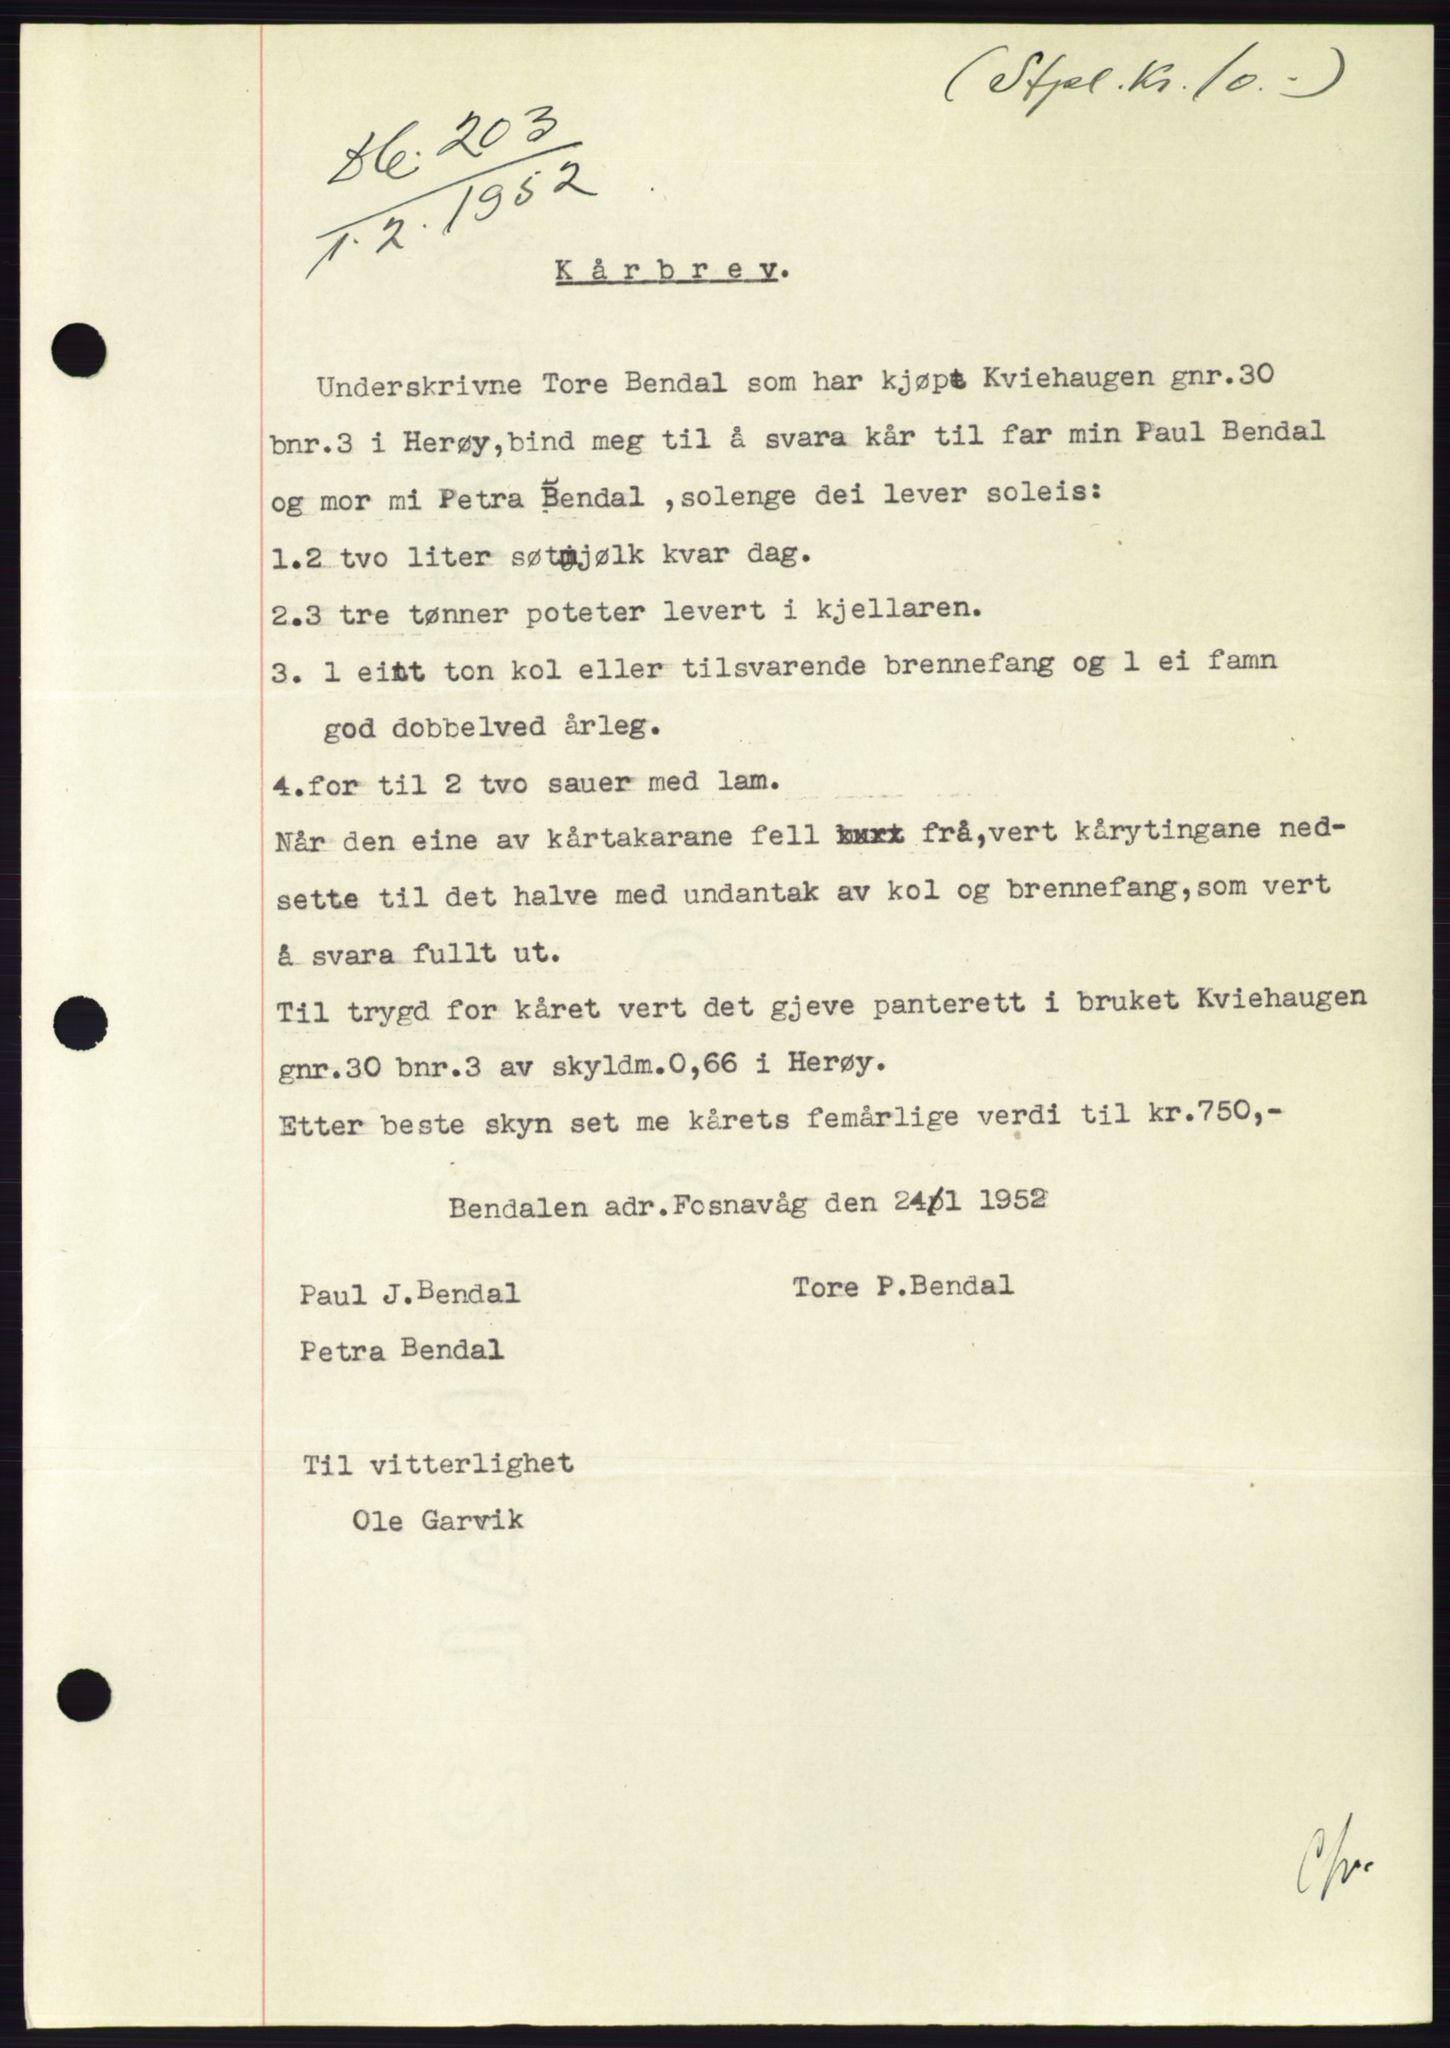 (Stpl. Kr. 10.-)
203
1.2.1952
Kårbrev.
Underskrivne Tore Bendal som har kjøpt Kviehaugen gnr.30
bnr.3 i Herøy,bind meg til å svara kår til far min Paul Bendal
og mor mi Petra Bendal ,solenge dei lever soleis:
1.2 tvo liter søtmjølk kvar dag.
2.3 tre tønner poteter levert i kjellaren.
3. 1 eitt ton kol eller tilsvarende brennefang og 1 ei famn
god dobbelved årleg.
4.for til 2 tvo sauer med lam.
Når den eine av kårtakarane fell frå,vert kårytingane ned-
sette til det halve med undantak av kol og brennefang,som vert
å svara fullt ut.
Til trygd for kåret vert det gjeve panterett i bruket Kviehaugen
gnr.30 bnr.3 av skyldm.0,66 i Herøy.
Etter beste skyn set me kårets femårlige verdi til kr.750,-
Bendalen adr.Fosnavåg den 24/1 1952
Paul J.Bendal Tore P.Bendal
Petra Bendal
Til vitterlighet
Ole Garvik